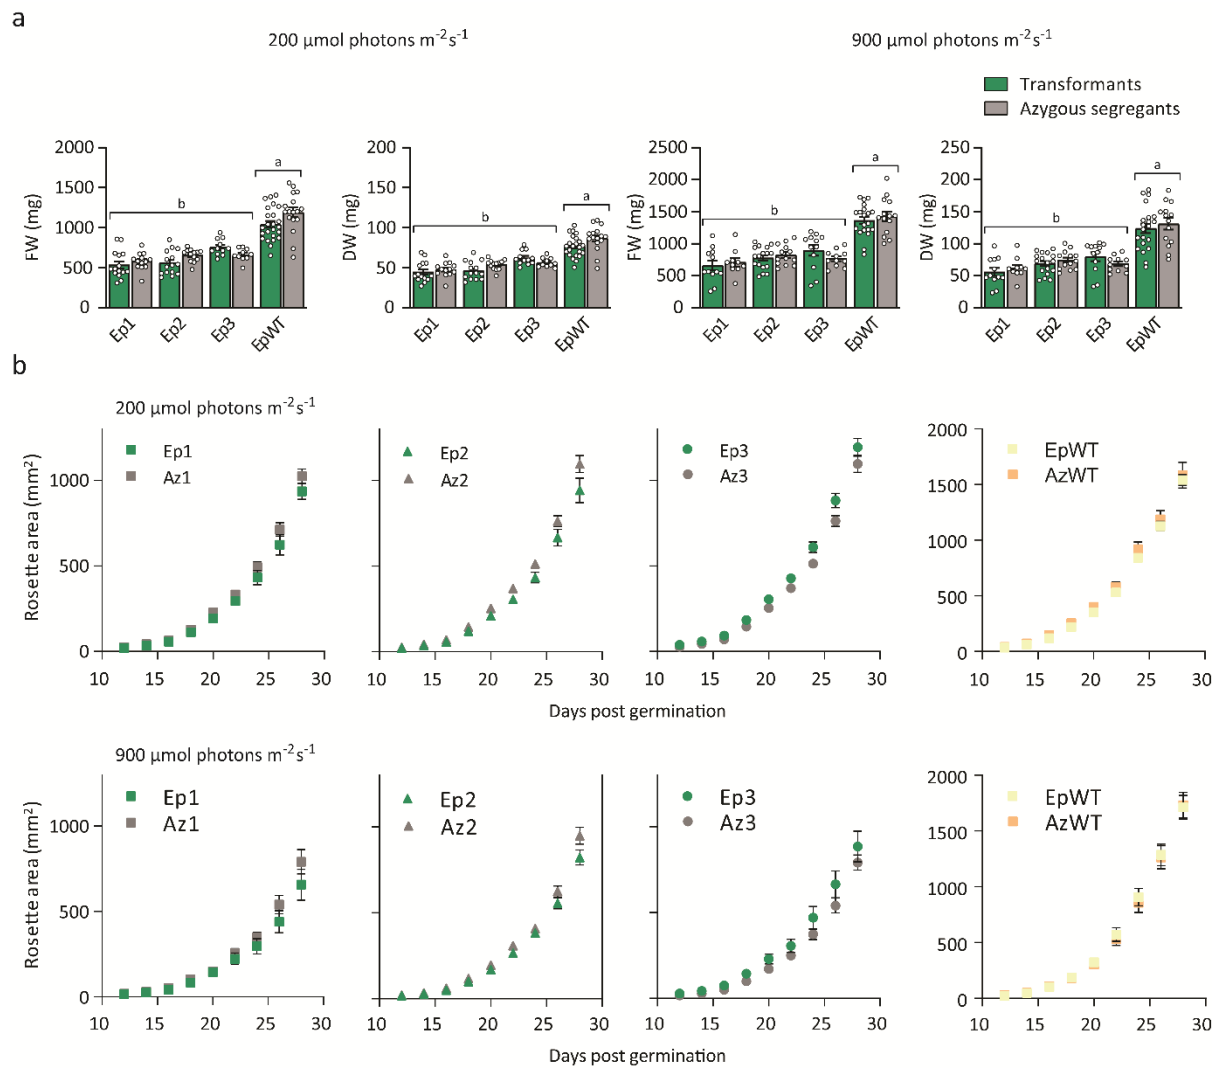 a
200 µmol photons m⁻²s⁻¹
900 µmol photons m⁻²s⁻¹
Transformants
Azygous segregants
FW (mg)
2000
1500
1000
500
0
b
a
Ep1
Ep2
Ep3
EpWT
DW (mg)
200
150
100
50
0
b
a
Ep1
Ep2
Ep3
EpWT
FW (mg)
2500
2000
1500
1000
500
0
b
a
Ep1
Ep2
Ep3
EpWT
DW (mg)
250
200
150
100
50
0
b
a
Ep1
Ep2
Ep3
EpWT
b
200 µmol photons m⁻²s⁻¹
Rosette area (mm²)
1000
500
0
Ep1
Az1
10 15 20 25 30
Ep2
Az2
10 15 20 25 30
Ep3
Az3
10 15 20 25 30
2000
1500
1000
500
0
EpWT
AzWT
10 15 20 25 30
Days post germination
900 µmol photons m⁻²s⁻¹
Rosette area (mm²)
1000
500
0
Ep1
Az1
10 15 20 25 30
Ep2
Az2
10 15 20 25 30
Ep3
Az3
10 15 20 25 30
2000
1500
1000
500
0
EpWT
AzWT
10 15 20 25 30
Days post germination